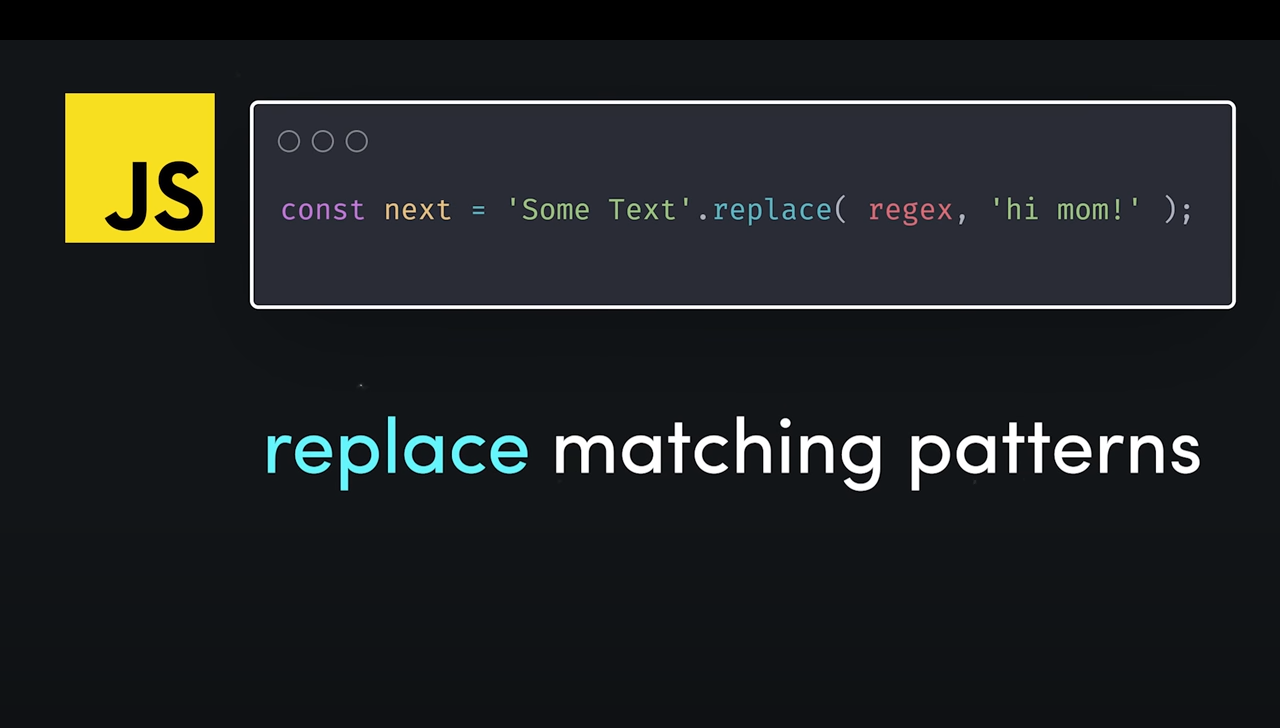 JS
const next = 'Some Text'.replace( regex, 'hi mom!' );
replace matching patterns